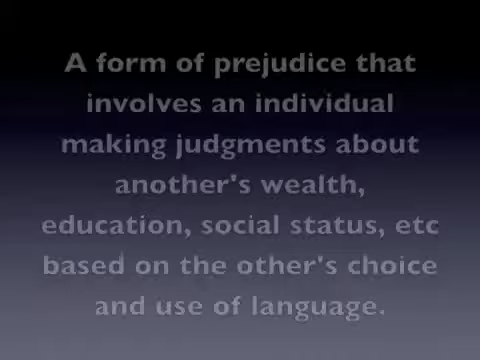 A form of prejudice that
involves an individual
making judgments about
another's wealth,
education, social status, etc
based on the other's choice
and use of language.